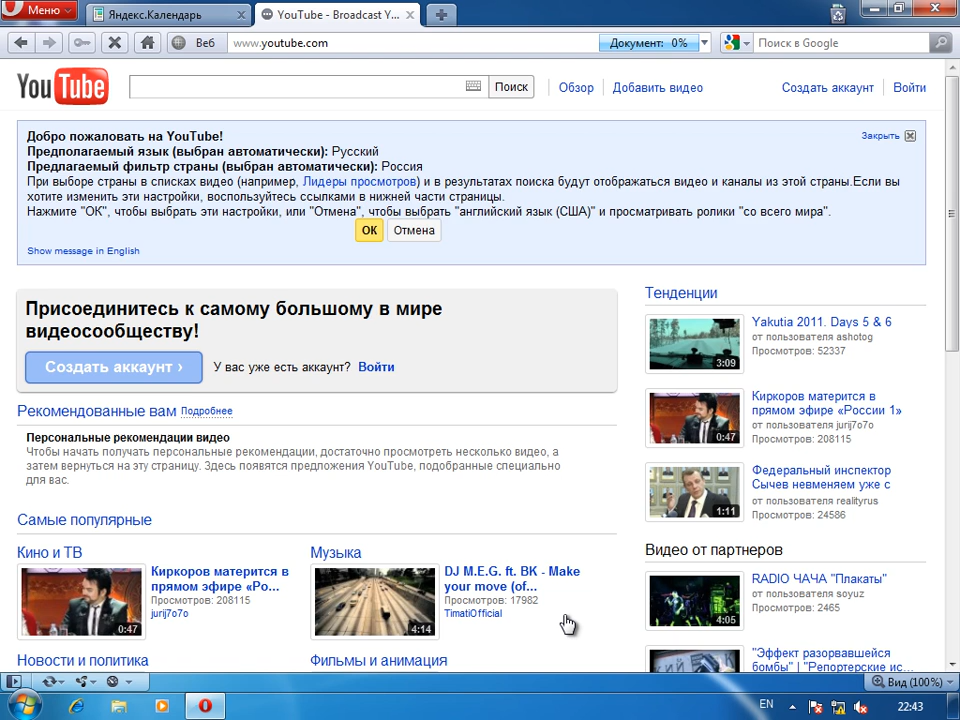 Меню
Яндекс.Календарь
YouTube - Broadcast Y...
Веб
www.youtube.com
Документ: 0%
Поиск в Google
YouTube
Поиск
Обзор
Добавить видео
Создать аккаунт
Войти
Добро пожаловать на YouTube!
Закрыть
Предполагаемый язык (выбран автоматически): Русский
Предлагаемый фильтр страны (выбран автоматически): Россия
При выборе страны в списках видео (например, Лидеры просмотров) и в результатах поиска будут отображаться видео и каналы из этой страны.Если вы
хотите изменить эти настройки, воспользуйтесь ссылками в нижней части страницы.
Нажмите "ОК", чтобы выбрать эти настройки, или "Отмена", чтобы выбрать "английский язык (США)" и просматривать ролики "со всего мира".
ОК
Отмена
Show message in English
Присоединитесь к самому большому в мире
видеосообществу!
Создать аккаунт ›
У вас уже есть аккаунт? Войти
Рекомендованные вам Подробнее
Персональные рекомендации видео
Чтобы начать получать персональные рекомендации, достаточно просмотреть несколько видео, а
затем вернуться на эту страницу. Здесь появятся предложения YouTube, подобранные специально
для вас.
Самые популярные
Кино и ТВ
Киркоров матерится в
прямом эфире «Ро...
Просмотров: 208115
jurij7o7o
0:47
Музыка
DJ M.E.G. ft. BK - Make
your move (of...
Просмотров: 17982
TimatiOfficial
4:14
Новости и политика
Фильмы и анимация
Тенденции
Yakutia 2011. Days 5 & 6
от пользователя ashotog
Просмотров: 52337
3:09
Киркоров матерится в
прямом эфире «России 1»
от пользователя jurij7o7o
Просмотров: 208115
0:47
Федеральный инспектор
Сычев невменяем уже с
от пользователя realityrus
Просмотров: 24586
1:11
Видео от партнеров
RADIO ЧАЧА "Плакаты"
от пользователя soyuz
Просмотров: 2465
4:05
"Эффект разорвавшейся
бомбы" | "Репортерские ис...
Вид (100%)
EN
22:43